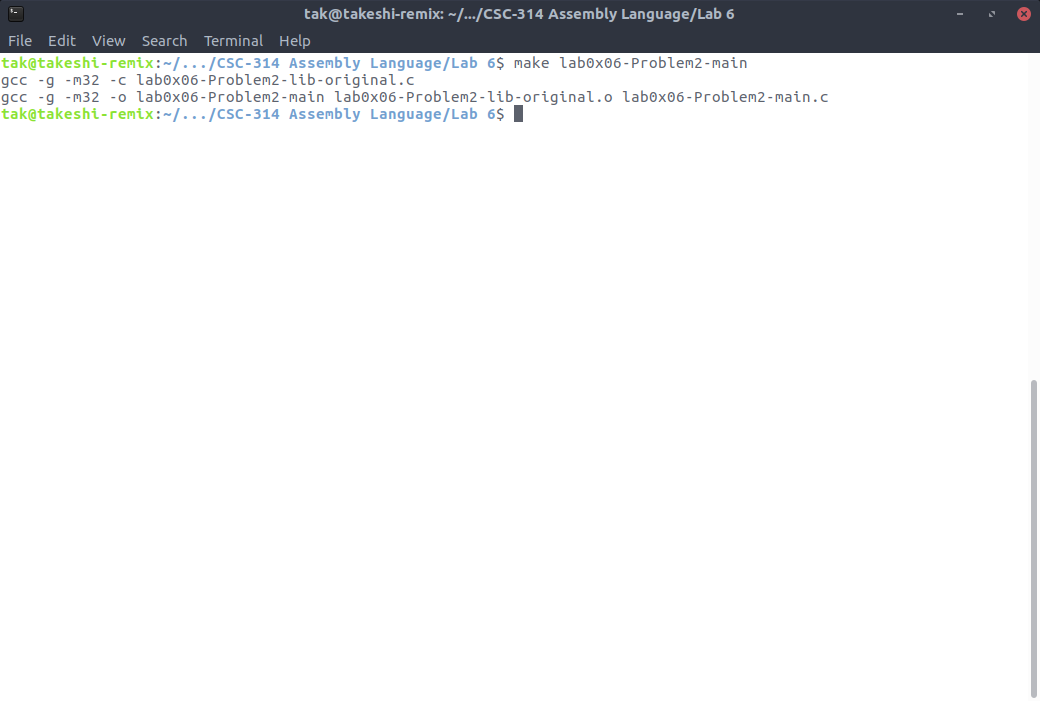 tak@takeshi-remix: ~/.../CSC-314 Assembly Language/Lab 6
File Edit View Search Terminal Help
tak@takeshi-remix:~/.../CSC-314 Assembly Language/Lab 6$ make lab0x06-Problem2-main
gcc -g -m32 -c lab0x06-Problem2-lib-original.c
gcc -g -m32 -o lab0x06-Problem2-main lab0x06-Problem2-lib-original.o lab0x06-Problem2-main.c
tak@takeshi-remix:~/.../CSC-314 Assembly Language/Lab 6$